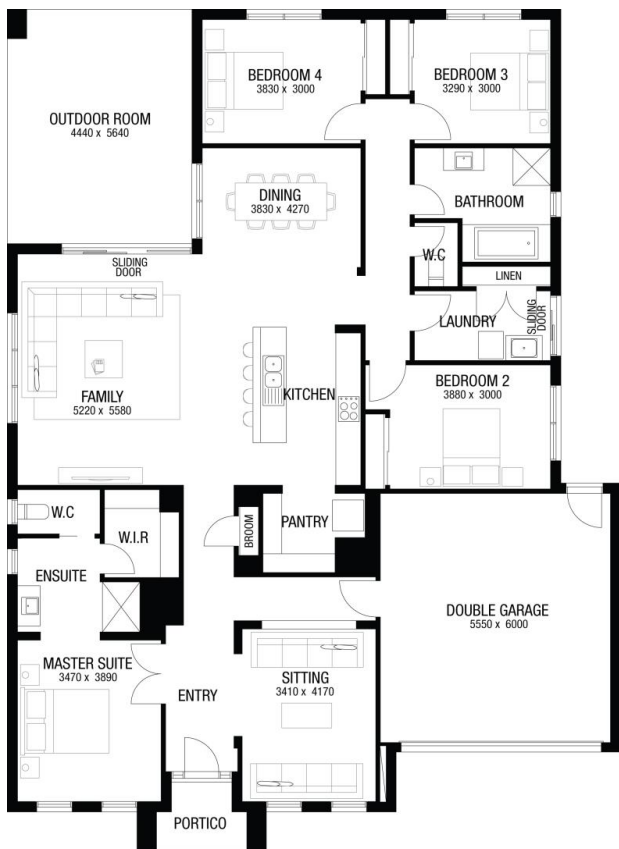 BEDROOM 4
3830 x 3000
BEDROOM 3
3290 x 3000
OUTDOOR ROOM
4440 x 5640
DINING
3830 x 4270
BATHROOM
W.C
SLIDING
DOOR
LINEN
LAUNDRY
SLIDING
DOOR
FAMILY
5220 x 5580
KITCHEN
BEDROOM 2
3880 x 3000
W.C
W.I.R
BROOM
PANTRY
ENSUITE
DOUBLE GARAGE
5550 x 6000
MASTER SUITE
3470 x 3890
ENTRY
SITTING
3410 x 4170
PORTICO